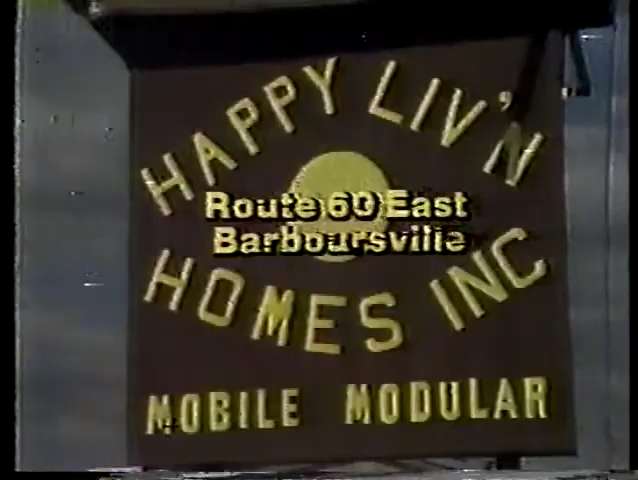 HAPPY LIV'N
Route 60 East
Barboursville
HOMES INC
MOBILE MODULAR